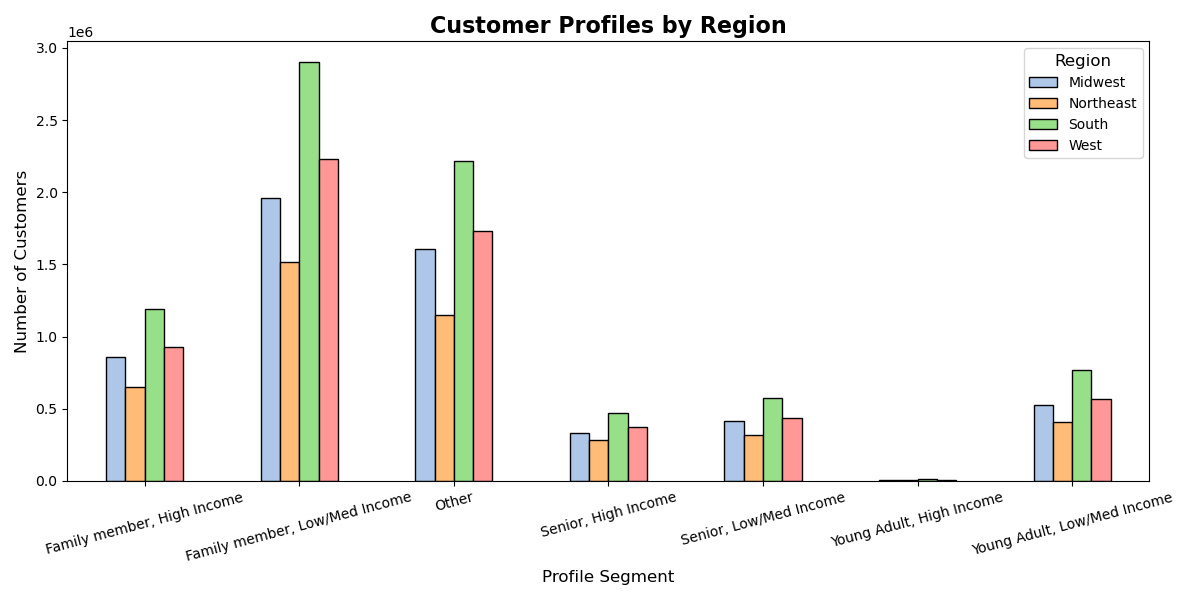 Customer Profiles by Region
1e6
3.0
2.5
2.0
1.5
1.0
0.5
0.0
Number of Customers
Region
Midwest
Northeast
South
West
Family member, High Income
Family member, Low/Med Income
Other
Senior, High Income
Senior, Low/Med Income
Young Adult, High Income
Young Adult, Low/Med Income
Profile Segment